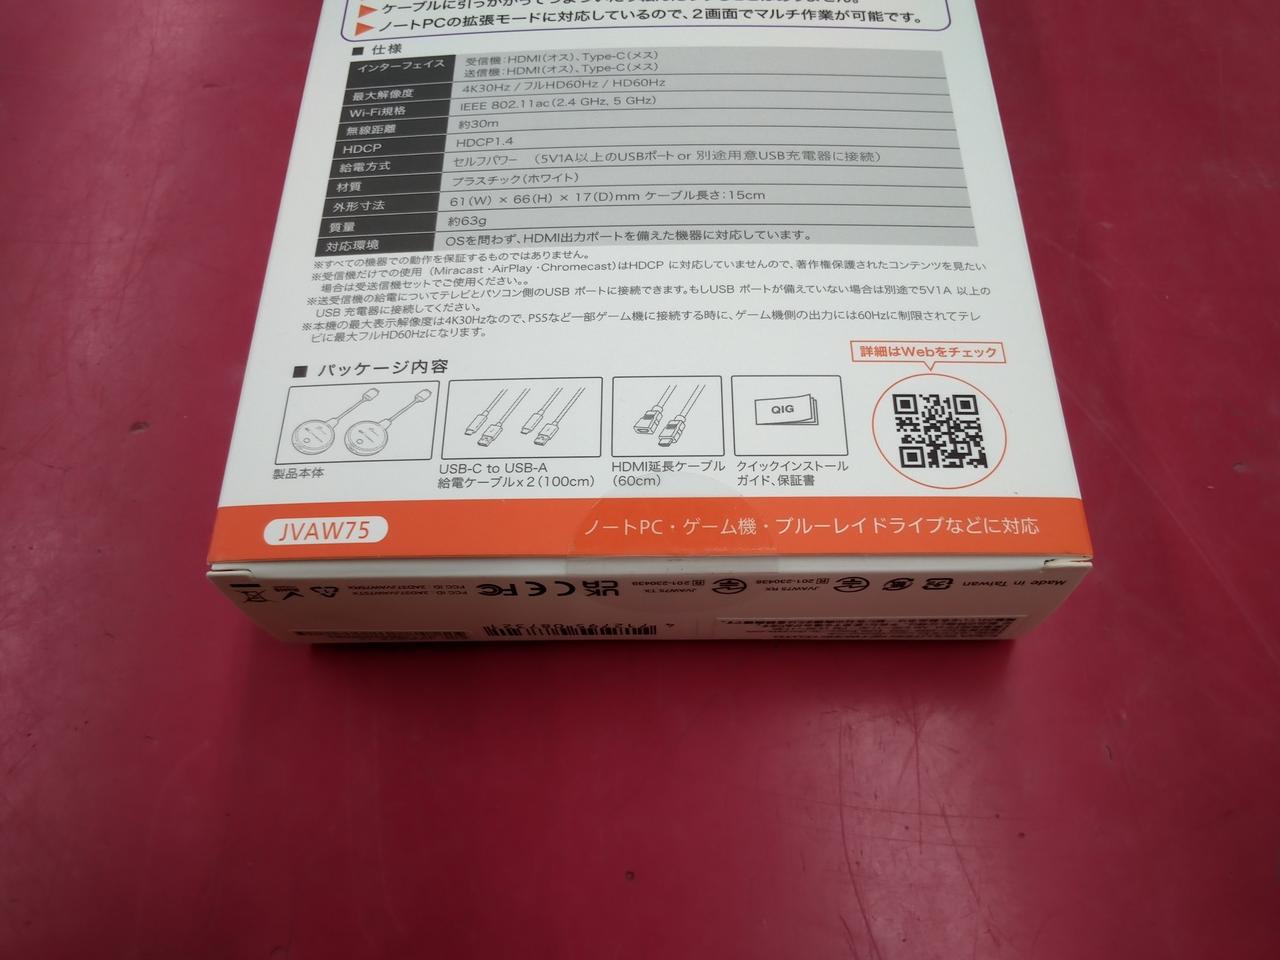 ノートPCの拡張モードに対応しているので、2画面でマルチ作業が可能です。
■ 仕様
インターフェイス 受信機:HDMI(オス)、Type-C(メス)
送信機:HDMI(オス)、Type-C(メス)
最大解像度 4K30Hz / フルHD60Hz / HD60Hz
Wi-Fi規格 IEEE 802.11ac(2.4 GHz, 5 GHz)
無線距離 約30m
HDCP HDCP1.4
給電方式 セルフパワー (5V1A以上のUSBポート or 別途用意USB充電器に接続)
材質 プラスチック(ホワイト)
外形寸法 61(W) × 66(H) × 17(D)mm ケーブル長さ:15cm
質量 約63g
対応環境 OSを問わず、HDMI出力ポートを備えた機器に対応しています。
※すべての機器での動作を保証するものではありません。
※受信機だけでの使用 (Miracast・AirPlay・Chromecast)はHDCP に対応していませんので、著作権保護されたコンテンツを見たい
場合は受送信機セットでご使用ください。。
※送受信機の給電についてテレビとパソコン側のUSB ポートに接続できます。もしUSB ポートが備えていない場合は別途で5V1A 以上の
USB 充電器に接続してください。
※本機の最大表示解像度は4K30Hzなので、PS5など一部ゲーム機に接続する時に、ゲーム機側の出力には60Hzに制限されてテレ
ビに最大フルHD60Hzになります。
詳細はWebをチェック
■ パッケージ内容
QIG
製品本体
USB-C to USB-A
給電ケーブルx2(100cm)
HDMI延長ケーブル
(60cm)
クイックインストール
ガイド、保証書
JVAW75
ノートPC・ゲーム機・ブルーレイドライブなどに対応
Made in Taiwan
JVAW75 RX
JVAW75 TX